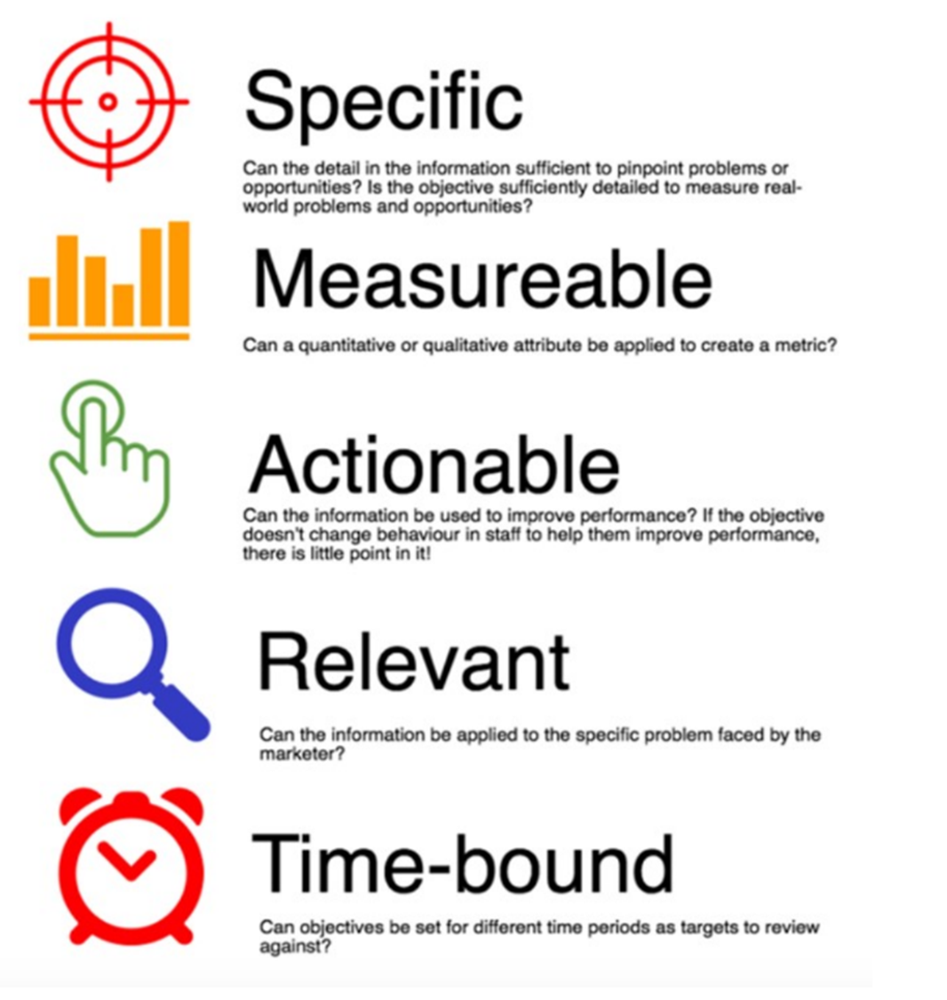 Specific
Can the detail in the information sufficient to pinpoint problems or
opportunities? Is the objective sufficiently detailed to measure real-
world problems and opportunities?
Measureable
Can a quantitative or qualitative attribute be applied to create a metric?
Actionable
Can the information be used to improve performance? If the objective
doesn't change behaviour in staff to help them improve performance,
there is little point in it!
Relevant
Can the information be applied to the specific problem faced by the
marketer?
Time-bound
Can objectives be set for different time periods as targets to review
against?